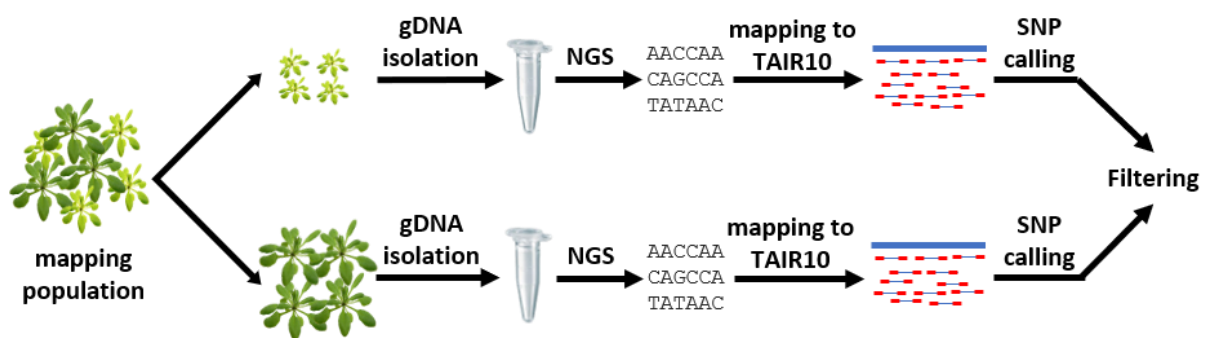 gDNA
isolation
NGS
AACCAA
CAGCCA
TATAAC
mapping to
TAIR10
SNP
calling
mapping
population
Filtering
gDNA
isolation
NGS
AACCAA
CAGCCA
TATAAC
mapping to
TAIR10
SNP
calling